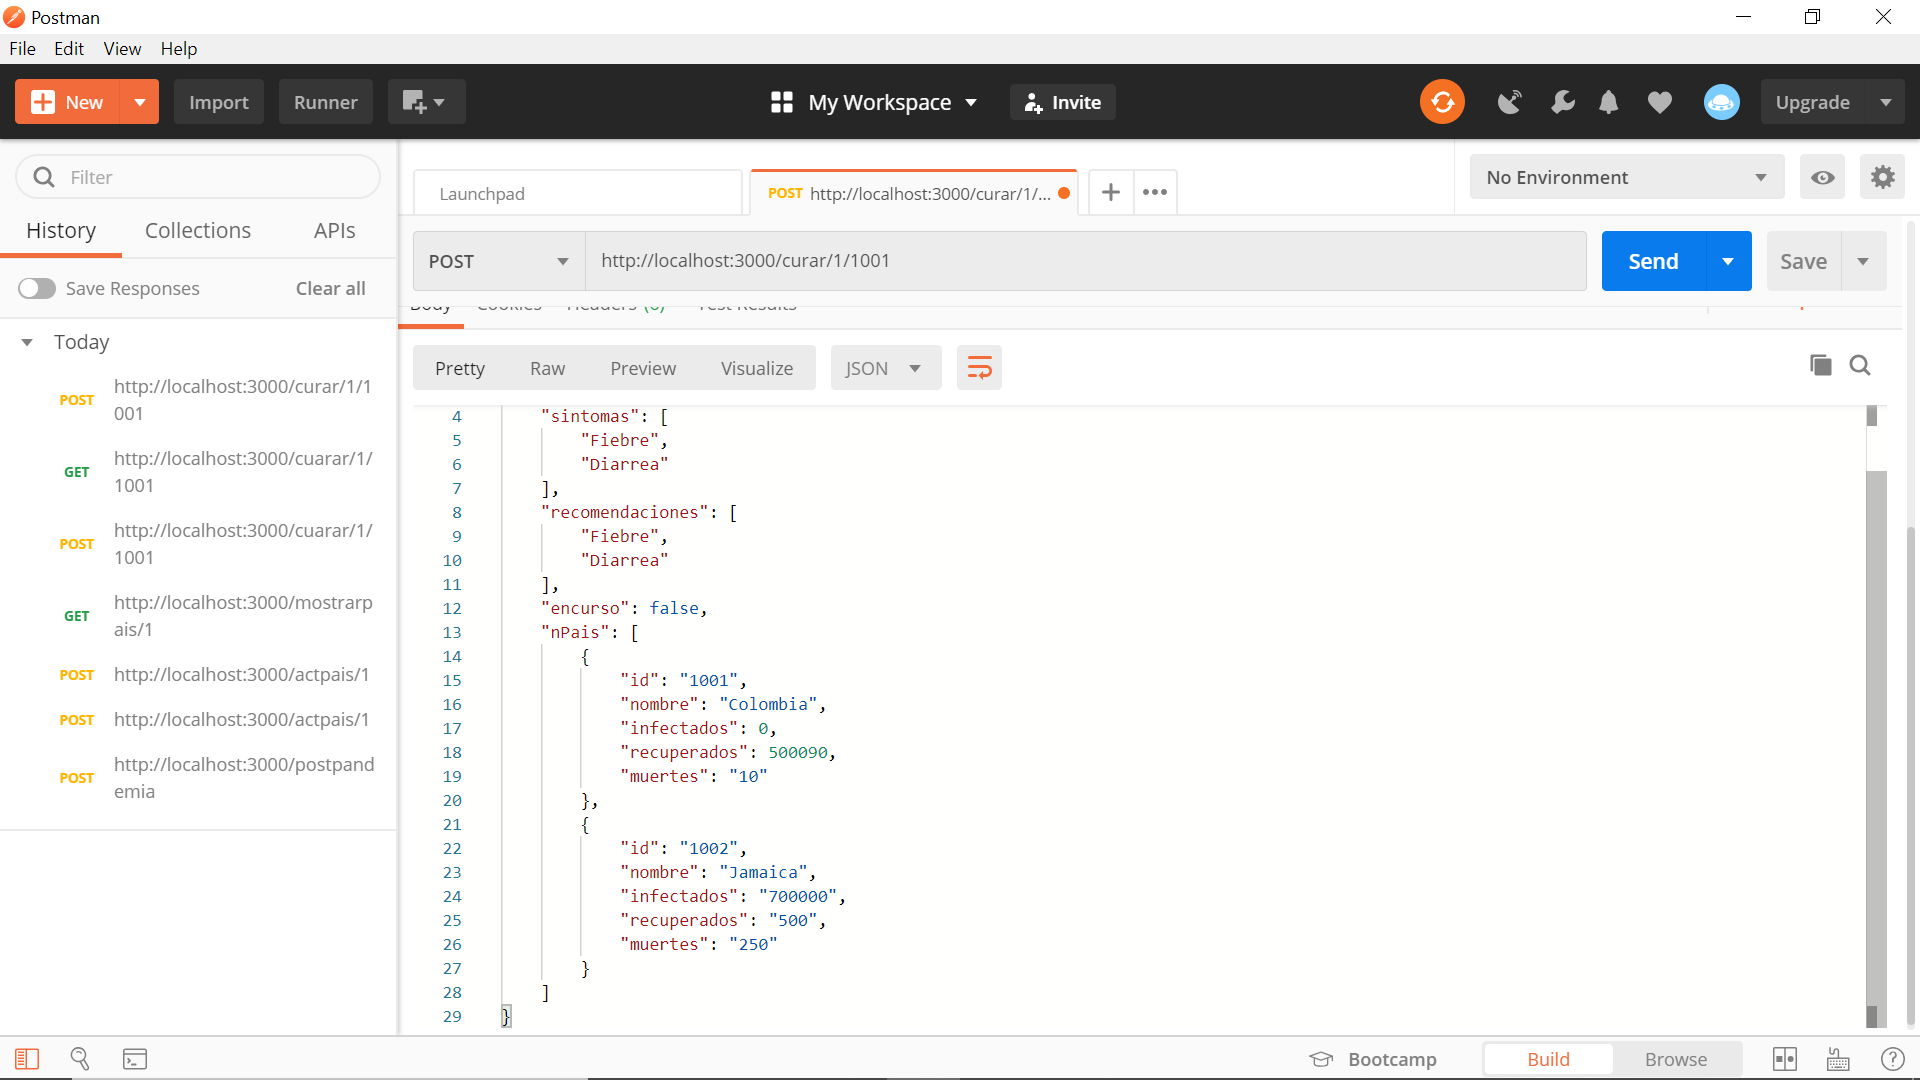 Postman
File Edit View Help
New Import Runner My Workspace Invite Upgrade
Filter
History Collections APIs
Save Responses Clear all
Today
POST http://localhost:3000/curar/1/1
001
GET http://localhost:3000/cuarar/1/
1001
POST http://localhost:3000/cuarar/1/
1001
GET http://localhost:3000/mostrarp
ais/1
POST http://localhost:3000/actpais/1
POST http://localhost:3000/actpais/1
POST http://localhost:3000/postpand
emia
Launchpad
POST http://localhost:3000/curar/1/...
No Environment
POST http://localhost:3000/curar/1/1001
Send Save
Body Cookies Headers (6) Test Results
Pretty Raw Preview Visualize JSON
4 "sintomas": [
5 "Fiebre",
6 "Diarrea"
7 ],
8 "recomendaciones": [
9 "Fiebre",
10 "Diarrea"
11 ],
12 "encurso": false,
13 "nPais": [
14 {
15 "id": "1001",
16 "nombre": "Colombia",
17 "infectados": 0,
18 "recuperados": 500090,
19 "muertes": "10"
20 },
21 {
22 "id": "1002",
23 "nombre": "Jamaica",
24 "infectados": "700000",
25 "recuperados": "500",
26 "muertes": "250"
27 }
28 ]
29 }
Bootcamp Build Browse